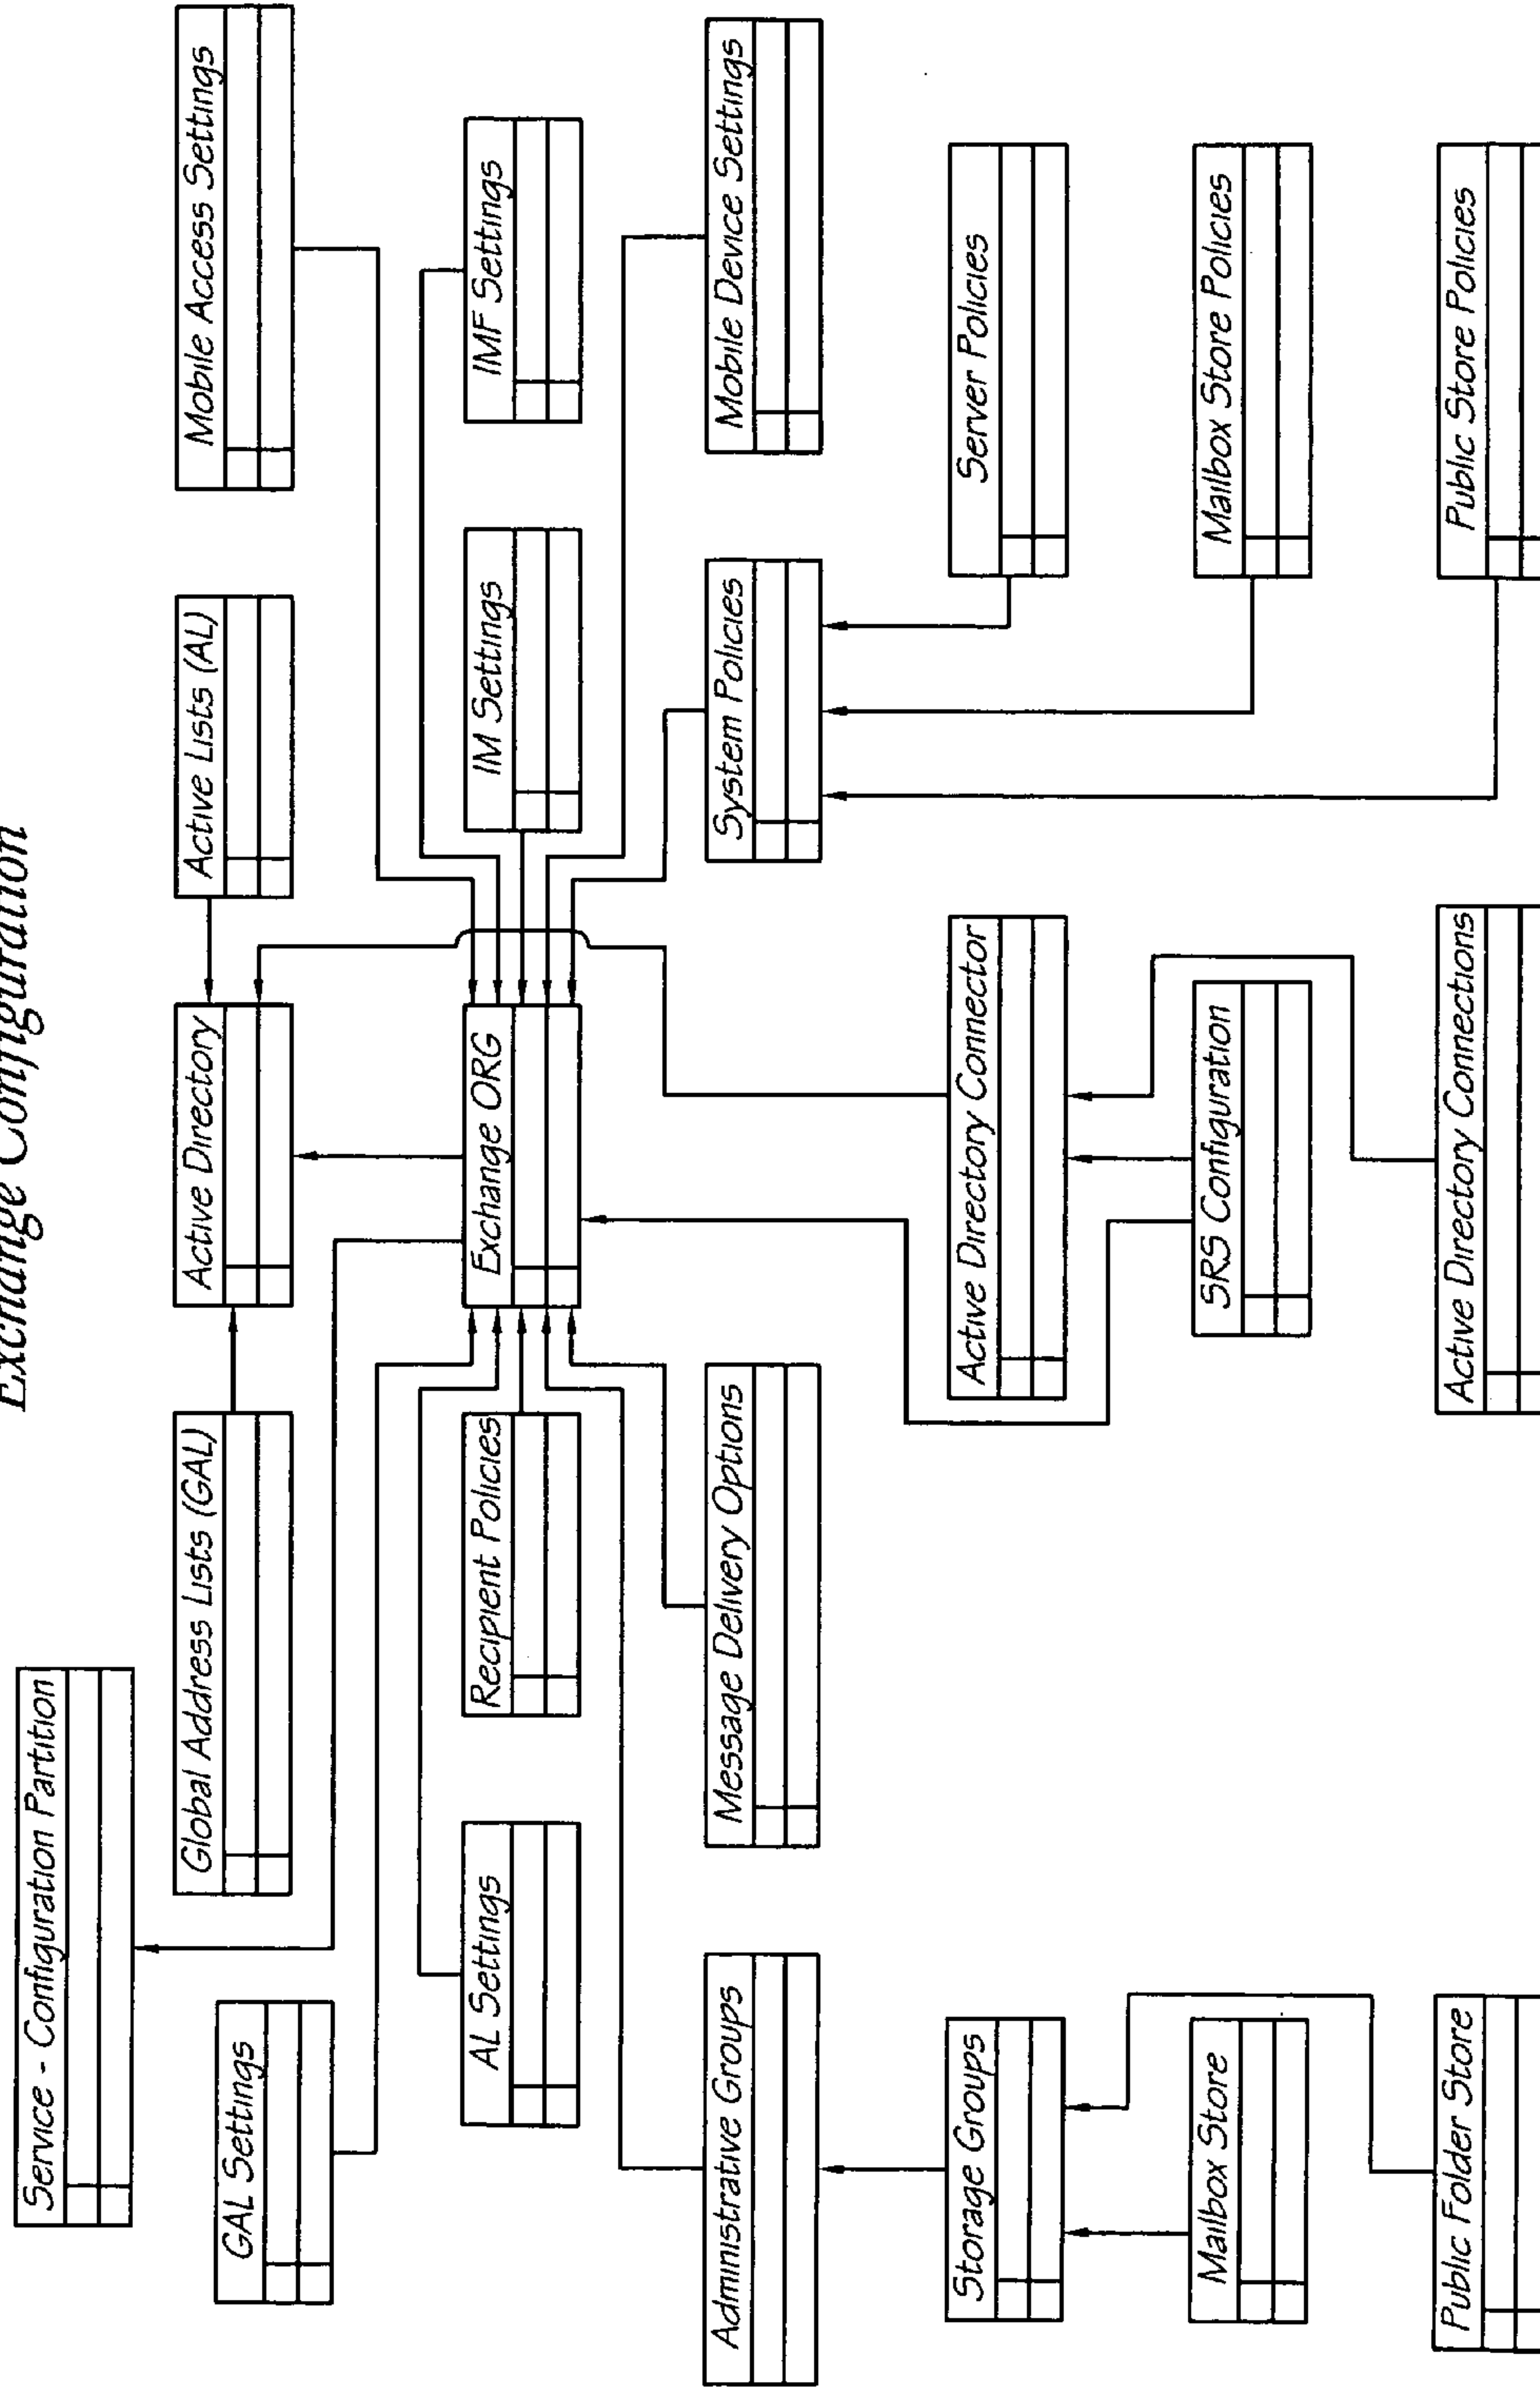 Exchange Configuration
Service - Configuration Partition
GAL Settings
Global Address Lists (GAL)
Active Directory
Active Lists (AL)
Mobile Access Settings
AL Settings
Recipient Policies
Exchange ORG
IM Settings
IMF Settings
Administrative Groups
Message Delivery Options
System Policies
Mobile Device Settings
Storage Groups
Active Directory Connector
Server Policies
Mailbox Store
SRS Configuration
Mailbox Store Policies
Public Folder Store
Active Directory Connections
Public Store Policies